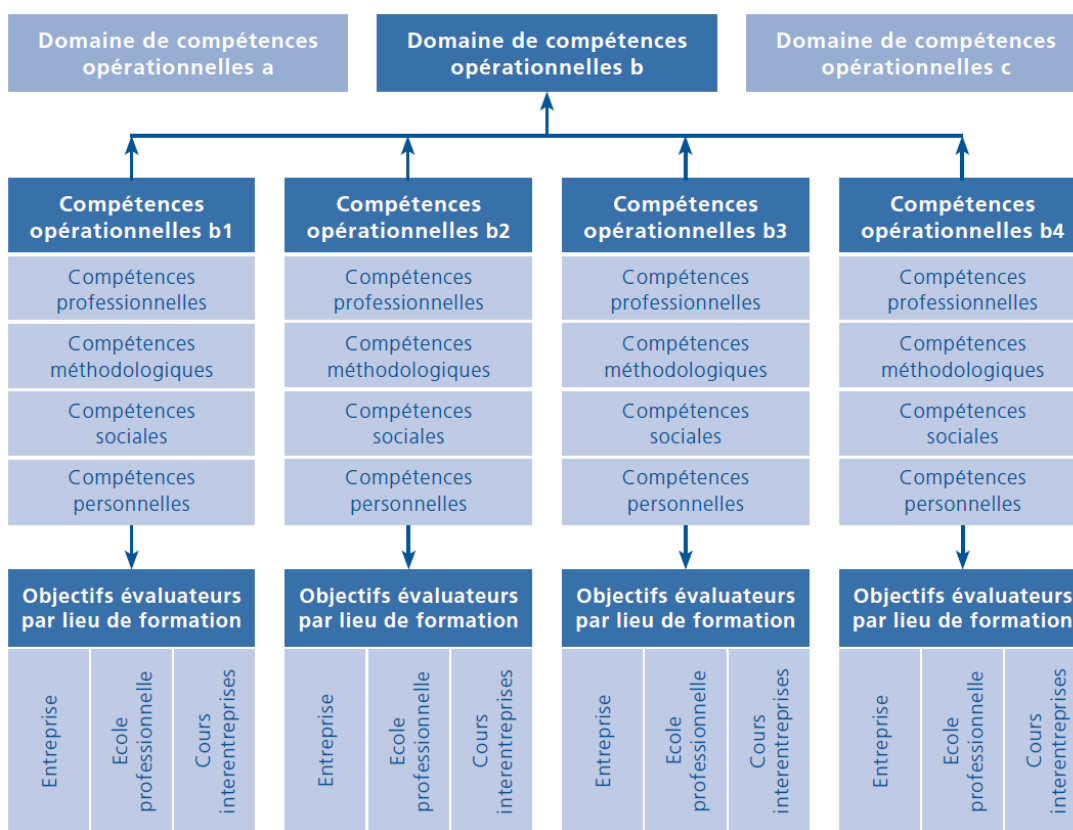 Domaine de compétences
opérationnelles a
Domaine de compétences
opérationnelles b
Domaine de compétences
opérationnelles c
Compétences
opérationnelles b1
Compétences
opérationnelles b2
Compétences
opérationnelles b3
Compétences
opérationnelles b4
Compétences
professionnelles
Compétences
professionnelles
Compétences
professionnelles
Compétences
professionnelles
Compétences
méthodologiques
Compétences
méthodologiques
Compétences
méthodologiques
Compétences
méthodologiques
Compétences
sociales
Compétences
sociales
Compétences
sociales
Compétences
sociales
Compétences
personnelles
Compétences
personnelles
Compétences
personnelles
Compétences
personnelles
Objectifs évaluateurs
par lieu de formation
Objectifs évaluateurs
par lieu de formation
Objectifs évaluateurs
par lieu de formation
Objectifs évaluateurs
par lieu de formation
Entreprise
Ecole
professionnelle
Cours
interentreprises
Entreprise
Ecole
professionnelle
Cours
interentreprises
Entreprise
Ecole
professionnelle
Cours
interentreprises
Entreprise
Ecole
professionnelle
Cours
interentreprises